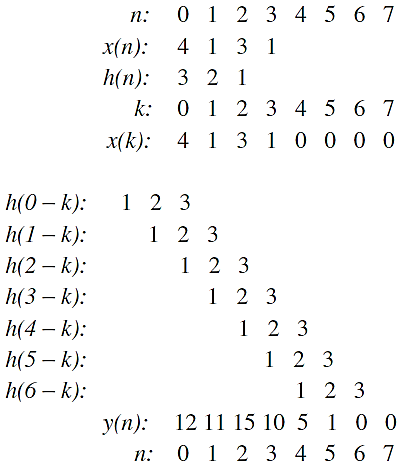 n: 0 1 2 3 4 5 6 7
x(n): 4 1 3 1
h(n): 3 2 1
k: 0 1 2 3 4 5 6 7
x(k): 4 1 3 1 0 0 0 0
h(0 – k): 1 2 3
h(1 – k): 1 2 3
h(2 – k): 1 2 3
h(3 – k): 1 2 3
h(4 – k): 1 2 3
h(5 – k): 1 2 3
h(6 – k): 1 2 3
y(n): 12 11 15 10 5 1 0 0
n: 0 1 2 3 4 5 6 7